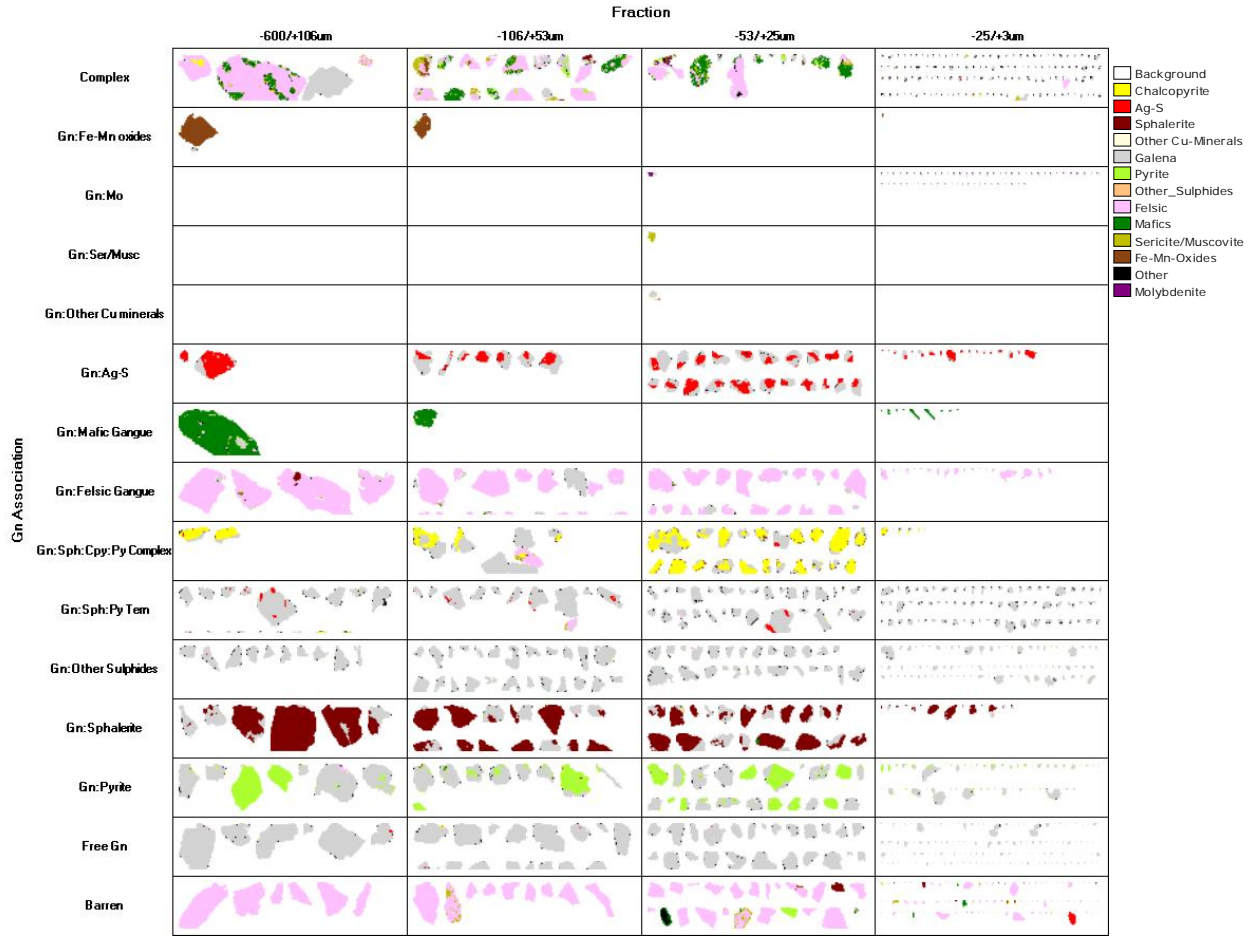 Fraction
-600/+106um
-106/+53um
-53/+25um
-25/+3um
Gn Association
Complex
Gn:Fe-Mn oxides
Gn:Mo
Gn:Ser/Musc
Gn:Other Cu minerals
Gn:Ag-S
Gn:Mafic Gangue
Gn:Felsic Gangue
Gn:Sph:Cpy:Py Complex
Gn:Sph:Py Tern
Gn:Other Sulphides
Gn:Sphalerite
Gn:Pyrite
Free Gn
Barren
Background
Chalcopyrite
Ag-S
Sphalerite
Other Cu-Minerals
Galena
Pyrite
Other_Sulphides
Felsic
Mafics
Sericite/Muscovite
Fe-Mn-Oxides
Other
Molybdenite